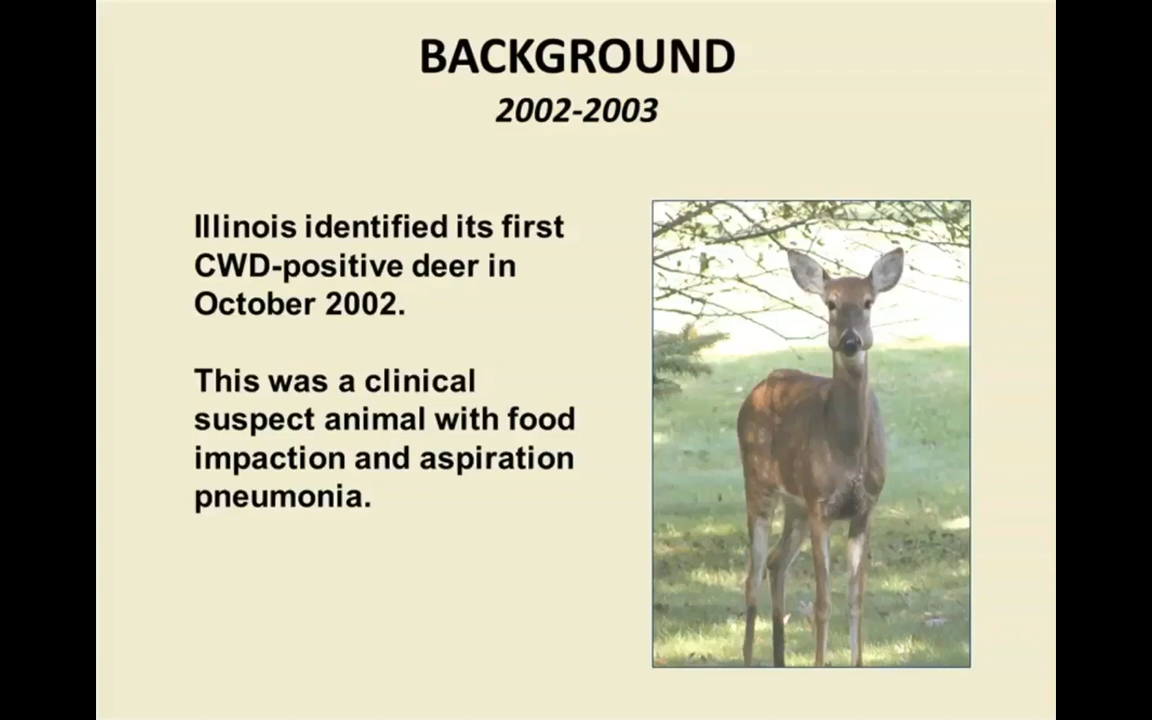 BACKGROUND
2002-2003
Illinois identified its first
CWD-positive deer in
October 2002.
This was a clinical
suspect animal with food
impaction and aspiration
pneumonia.